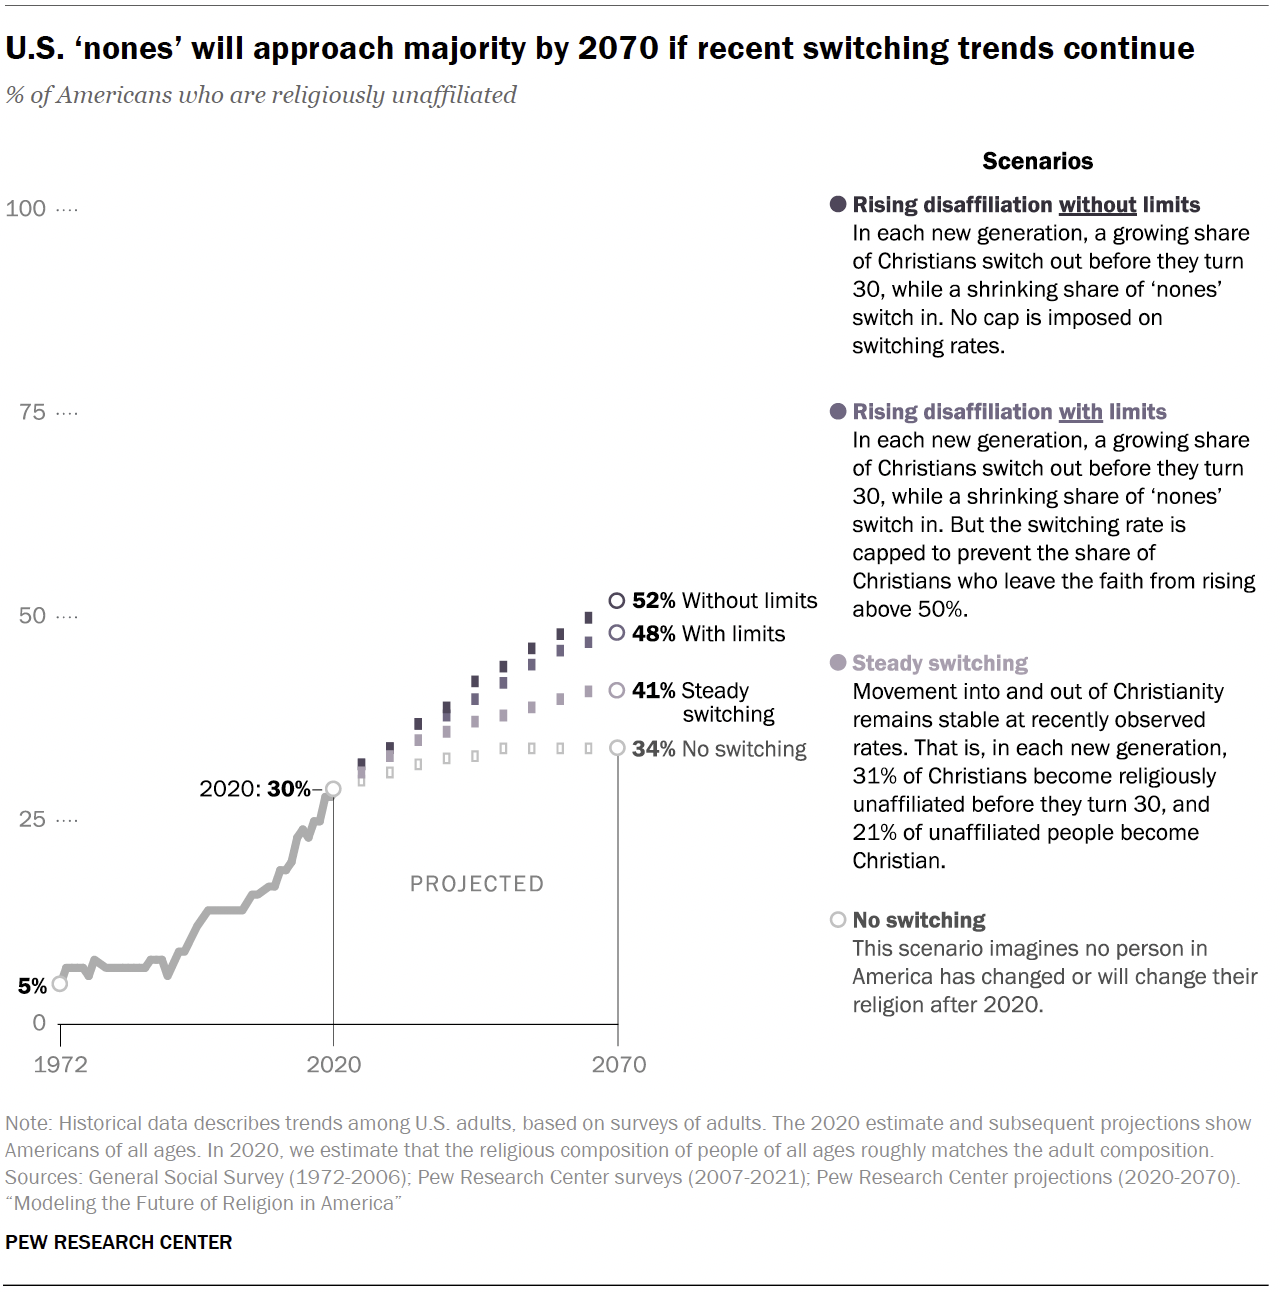 U.S. ‘nones’ will approach majority by 2070 if recent switching trends continue
% of Americans who are religiously unaffiliated
100
75
50
25
0
5%
2020: 30%
PROJECTED
1972
2020
2070
52% Without limits
48% With limits
41% Steady
switching
34% No switching
Scenarios
Rising disaffiliation without limits
In each new generation, a growing share
of Christians switch out before they turn
30, while a shrinking share of ‘nones’
switch in. No cap is imposed on
switching rates.
Rising disaffiliation with limits
In each new generation, a growing share
of Christians switch out before they turn
30, while a shrinking share of ‘nones’
switch in. But the switching rate is
capped to prevent the share of
Christians who leave the faith from rising
above 50%.
Steady switching
Movement into and out of Christianity
remains stable at recently observed
rates. That is, in each new generation,
31% of Christians become religiously
unaffiliated before they turn 30, and
21% of unaffiliated people become
Christian.
No switching
This scenario imagines no person in
America has changed or will change their
religion after 2020.
Note: Historical data describes trends among U.S. adults, based on surveys of adults. The 2020 estimate and subsequent projections show
Americans of all ages. In 2020, we estimate that the religious composition of people of all ages roughly matches the adult composition.
Sources: General Social Survey (1972-2006); Pew Research Center surveys (2007-2021); Pew Research Center projections (2020-2070).
“Modeling the Future of Religion in America”
PEW RESEARCH CENTER